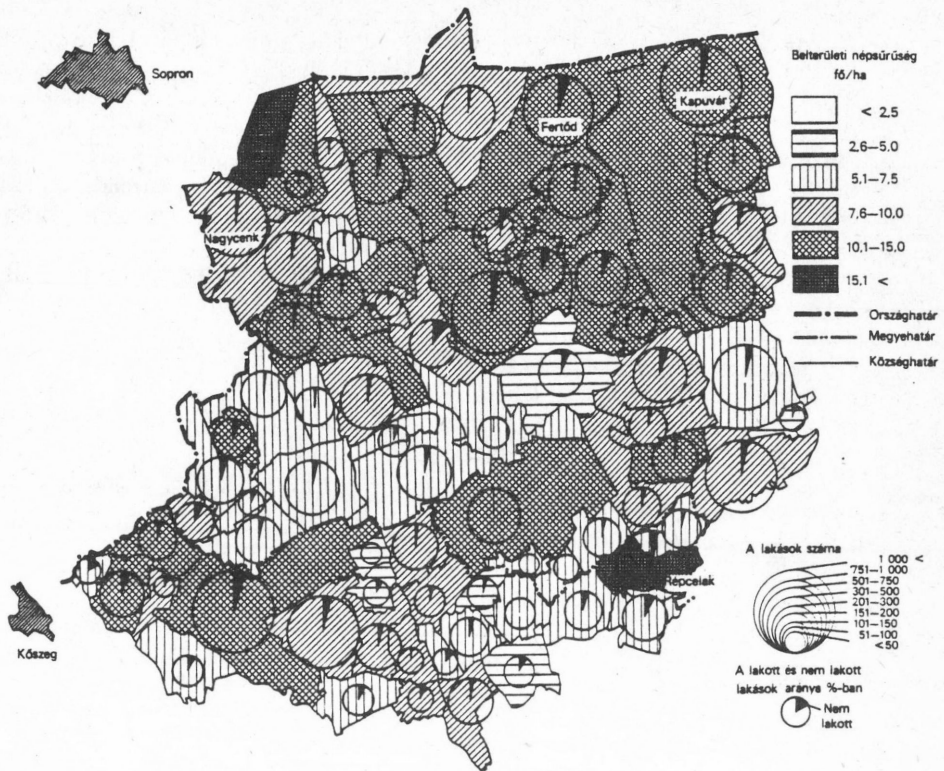 Sopron
Kőszeg
Nagycenk
Fertőd
Kapuvár
Répcelak
Belterületi népsűrűség
fő/ha
< 2,5
2.6—5.0
5,1—7,5
7,6—10,0
10,1—15,0
15,1 <
Országhatár
Megyehatár
Községhatár
A lakások száma
1 000 <
751—1 000
501—750
301—500
201—300
151—200
101—150
51—100
<50
A lakott és nem lakott
lakások aránya %-ban
Nem
lakott